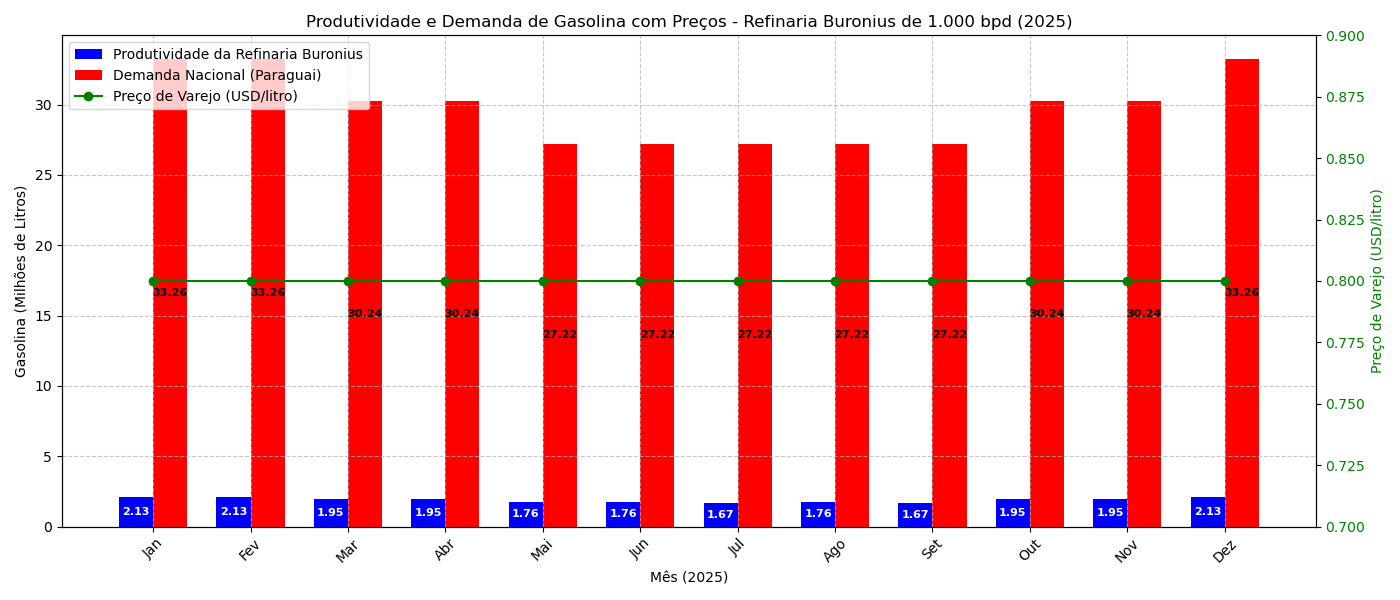 Produtividade e Demanda de Gasolina com Preços - Refinaria Buronius de 1.000 bpd (2025)
Produtividade da Refinaria Buronius
Demanda Nacional (Paraguai)
Preço de Varejo (USD/litro)
Gasolina (Milhões de Litros)
30
25
20
15
10
5
0
33.26
33.26
30.24
30.24
27.22
27.22
27.22
27.22
27.22
30.24
30.24
33.26
2.13
2.13
1.95
1.95
1.76
1.76
1.67
1.76
1.67
1.95
1.95
2.13
Jan
Fev
Mar
Abr
Mai
Jun
Jul
Ago
Set
Out
Nov
Dez
Mês (2025)
0.900
0.875
0.850
0.825
0.800
0.775
0.750
0.725
0.700
Preço de Varejo (USD/litro)